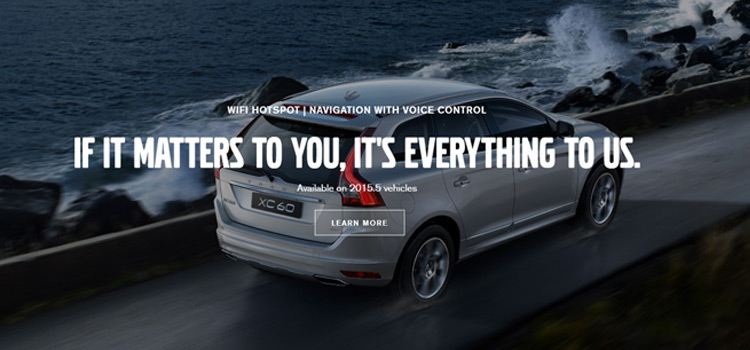 WIFI HOTSPOT | NAVIGATION WITH VOICE CONTROL
IF IT MATTERS TO YOU, IT'S EVERYTHING TO US.
Available on 2015.5 vehicles
LEARN MORE
VOLVO
XC60